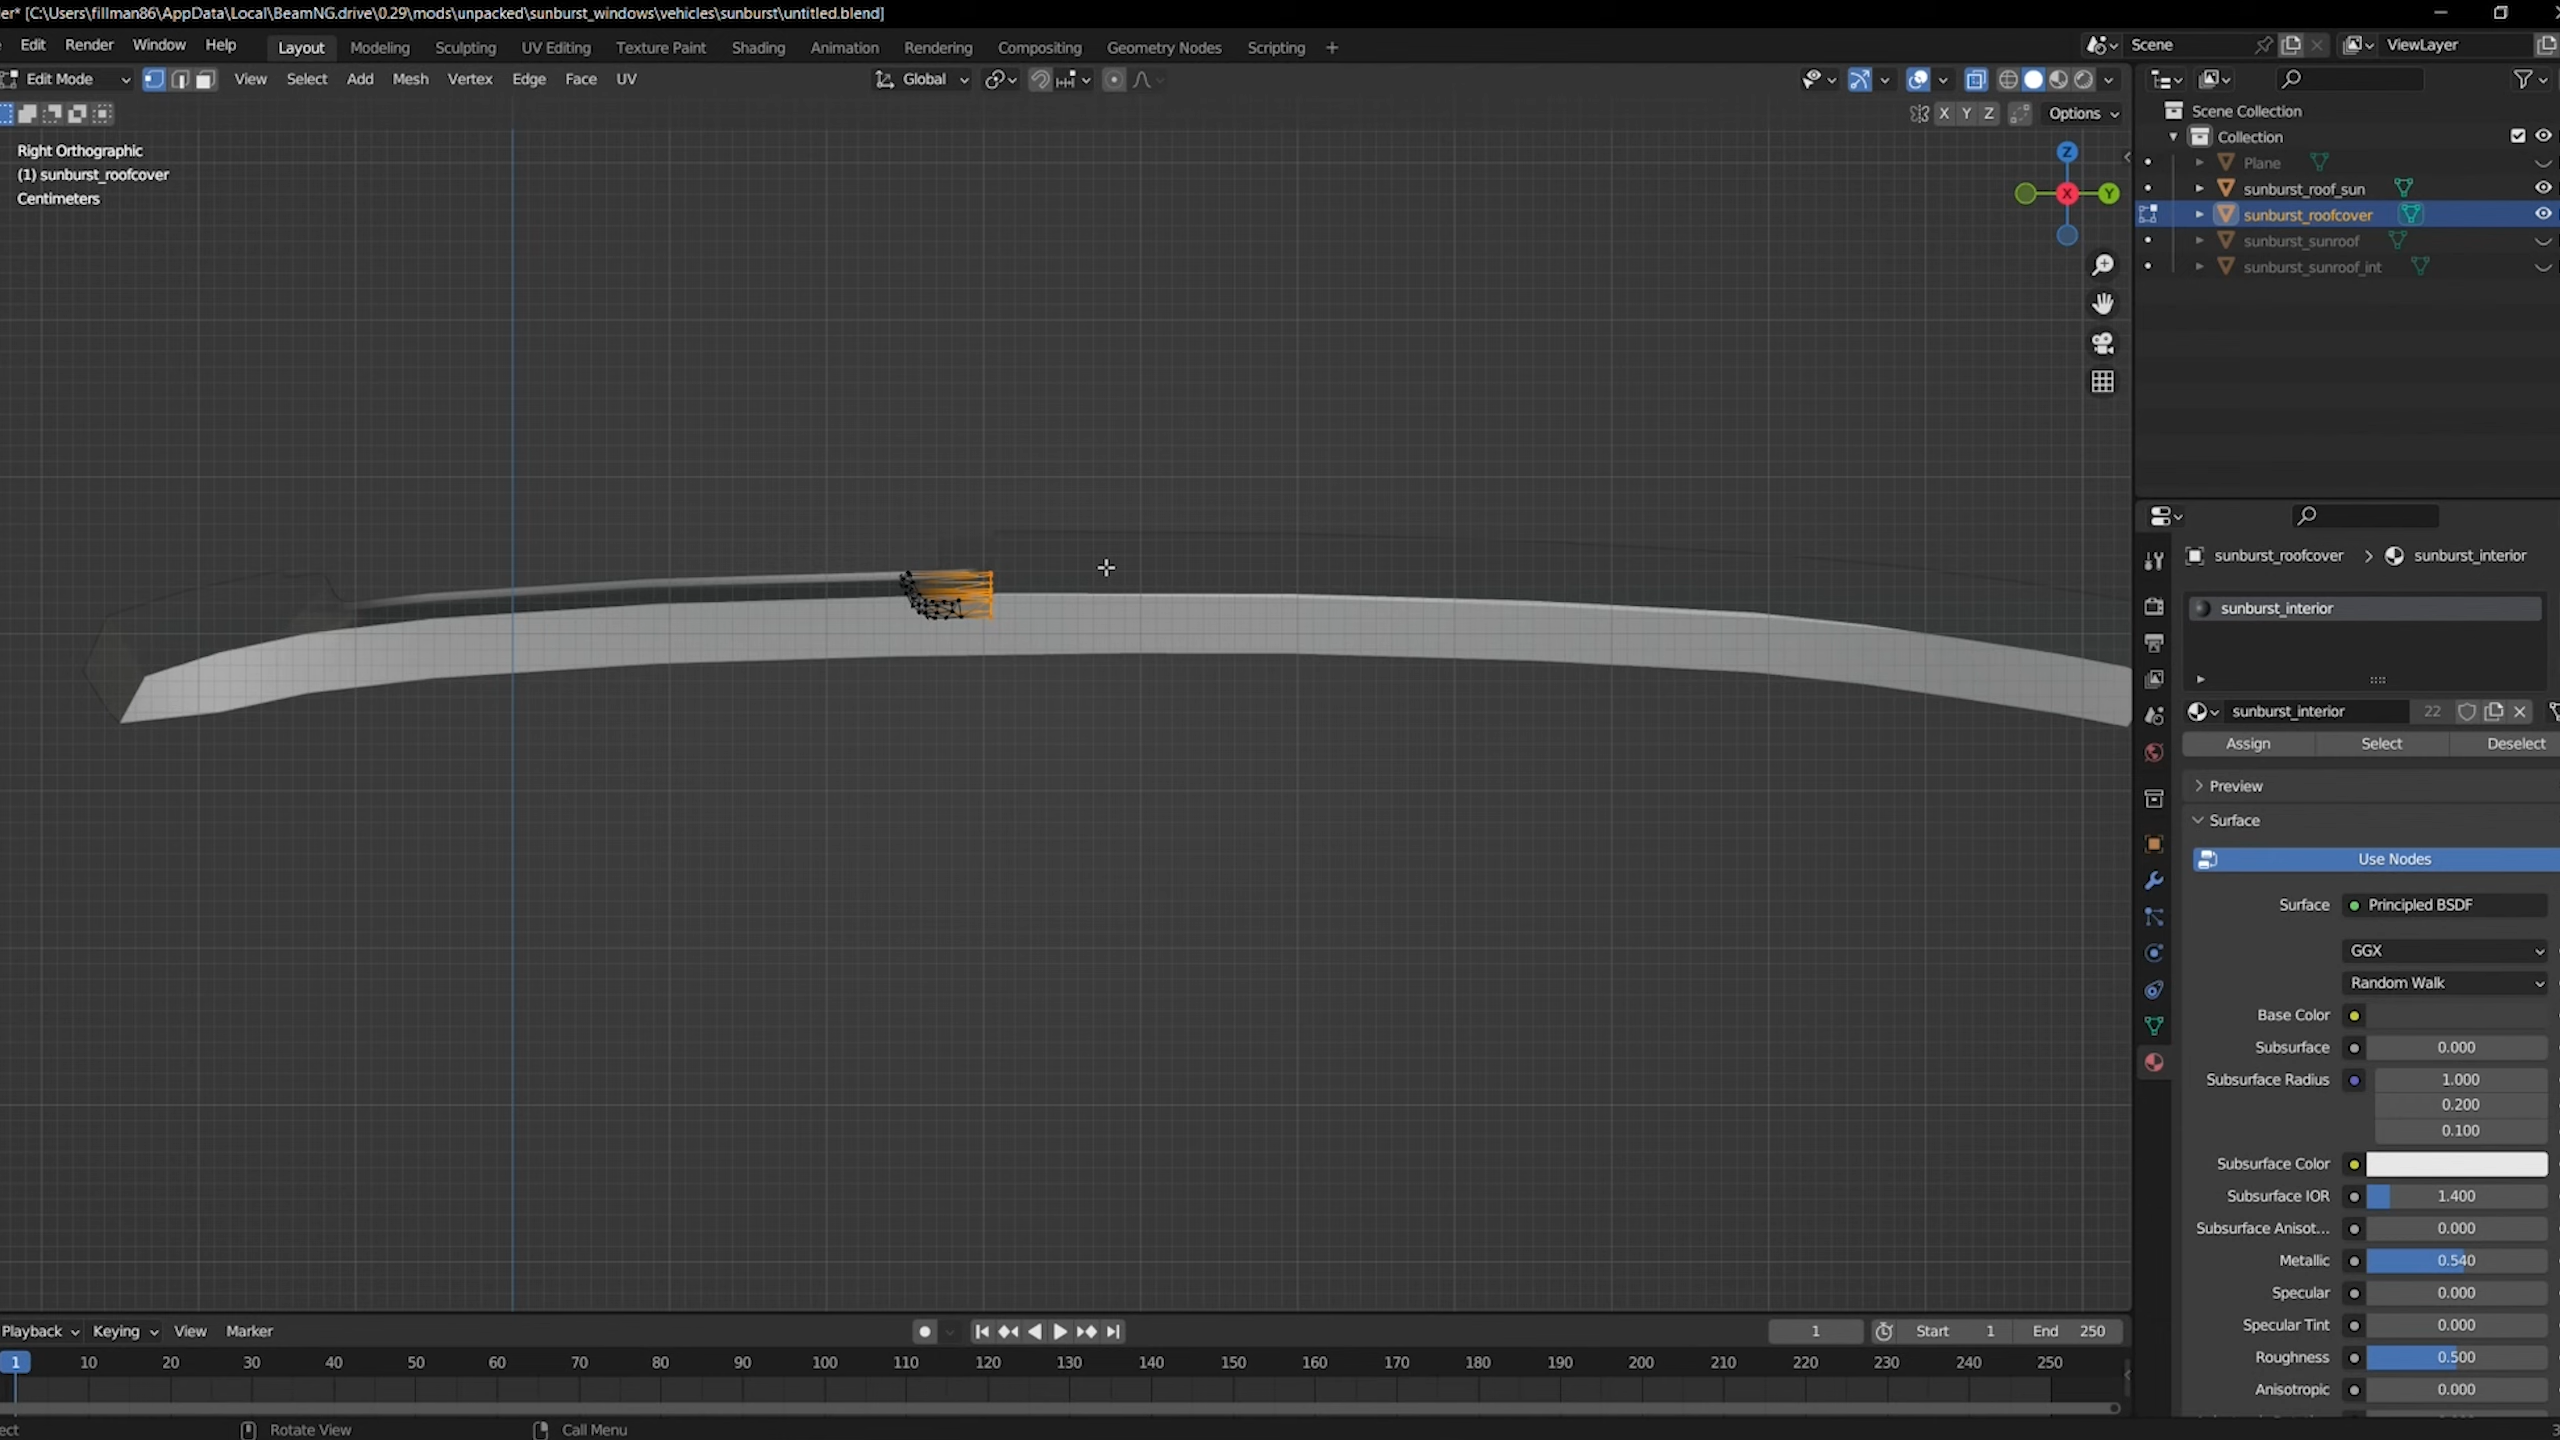 er* [C:\Users\fillman86\AppData\Local\BeamNG.drive\0.29\mods\unpacked\sunburst_windows\vehicles\sunburst\untitled.blend]
Edit Render Window Help Layout Modeling Sculpting UV Editing Texture Paint Shading Animation Rendering Compositing Geometry Nodes Scripting + Scene ViewLayer
Edit Mode View Select Add Mesh Vertex Edge Face UV Global
X Y Z Options
Scene Collection
Collection
Plane
sunburst_roof_sun
sunburst_roofcover
sunburst_sunroof
sunburst_sunroof_int
Right Orthographic
(1) sunburst_roofcover
Centimeters
Z
X
Y
sunburst_roofcover > sunburst_interior
sunburst_interior
sunburst_interior 22
Assign Select Deselect
Preview
Surface
Use Nodes
Surface Principled BSDF
GGX
Random Walk
Base Color
Subsurface 0.000
Subsurface Radius 1.000
0.200
0.100
Subsurface Color
Subsurface IOR 1.400
Subsurface Anisot... 0.000
Metallic 0.540
Specular 0.000
Specular Tint 0.000
Roughness 0.500
Anisotropic 0.000
Playback Keying View Marker 1 Start 1 End 250
1 10 20 30 40 50 60 70 80 90 100 110 120 130 140 150 160 170 180 190 200 210 220 230 240 250
ect Rotate View Call Menu